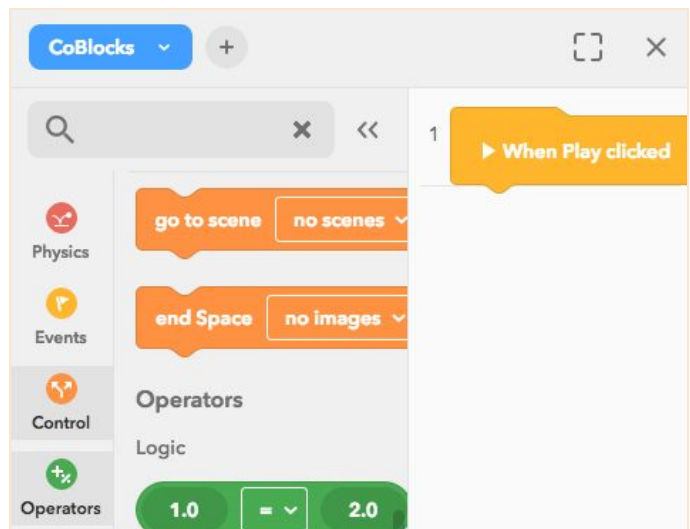 CoBlocks
+
1
When Play clicked
go to scene no scenes
Physics
end Space no images
Events
Operators
Control
Logic
Operators
1.0 = 2.0